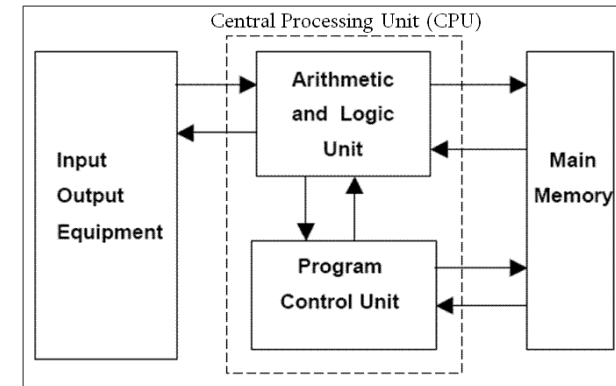 Central Processing Unit (CPU)
Input
Output
Equipment
Arithmetic
and Logic
Unit
Program
Control Unit
Main
Memory